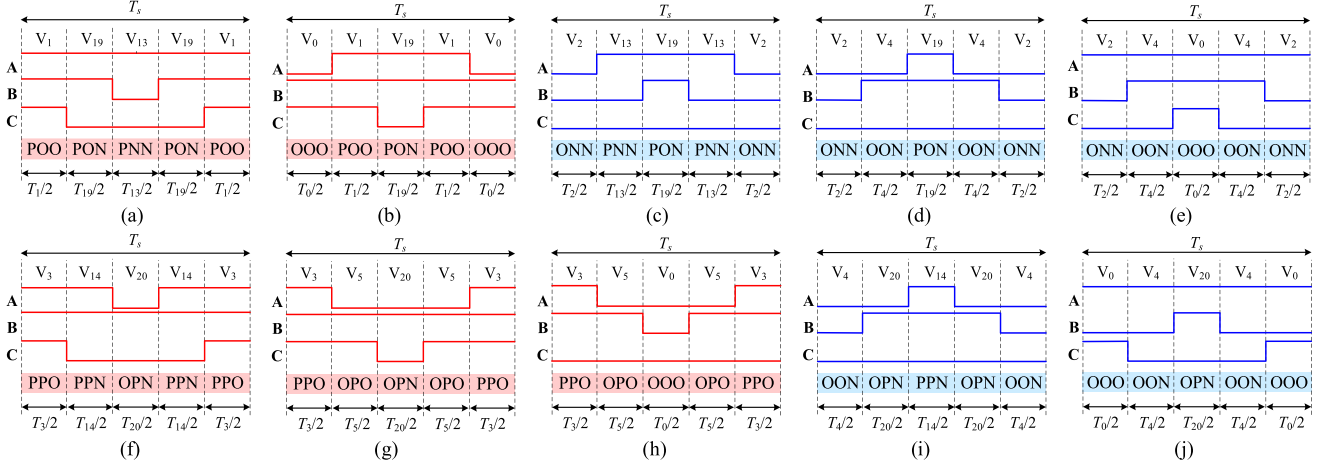 Tₛ Tₛ Tₛ Tₛ Tₛ
V₁ V₁₉ V₁₃ V₁₉ V₁ V₀ V₁ V₁₉ V₁ V₀ V₂ V₁₃ V₁₉ V₁₃ V₂ V₂ V₄ V₁₉ V₄ V₂ V₂ V₄ V₀ V₄ V₂
A A A A A
B B B B B
C C C C C
POO PON PNN PON POO OOO POO PON POO OOO ONN PNN PON PNN ONN ONN OON PON OON ONN ONN OON OOO OON ONN
T₁/2 T₁₉/2 T₁₃/2 T₁₉/2 T₁/2 T₀/2 T₁/2 T₁₉/2 T₁/2 T₀/2 T₂/2 T₁₃/2 T₁₉/2 T₁₃/2 T₂/2 T₂/2 T₄/2 T₁₉/2 T₄/2 T₂/2 T₂/2 T₄/2 T₀/2 T₄/2 T₂/2
(a) (b) (c) (d) (e)
Tₛ Tₛ Tₛ Tₛ Tₛ
V₃ V₁₄ V₂₀ V₁₄ V₃ V₃ V₅ V₂₀ V₅ V₃ V₃ V₅ V₀ V₅ V₃ V₄ V₂₀ V₁₄ V₂₀ V₄ V₀ V₄ V₂₀ V₄ V₀
A A A A A
B B B B B
C C C C C
PPO PPN OPN PPN PPO PPO OPO OPN OPO PPO PPO OPO OOO OPO PPO OON OPN PPN OPN OON OOO OON OPN OON OOO
T₃/2 T₁₄/2 T₂₀/2 T₁₄/2 T₃/2 T₃/2 T₅/2 T₂₀/2 T₅/2 T₃/2 T₃/2 T₅/2 T₀/2 T₅/2 T₃/2 T₄/2 T₂₀/2 T₁₄/2 T₂₀/2 T₄/2 T₀/2 T₄/2 T₂₀/2 T₄/2 T₀/2
(f) (g) (h) (i) (j)